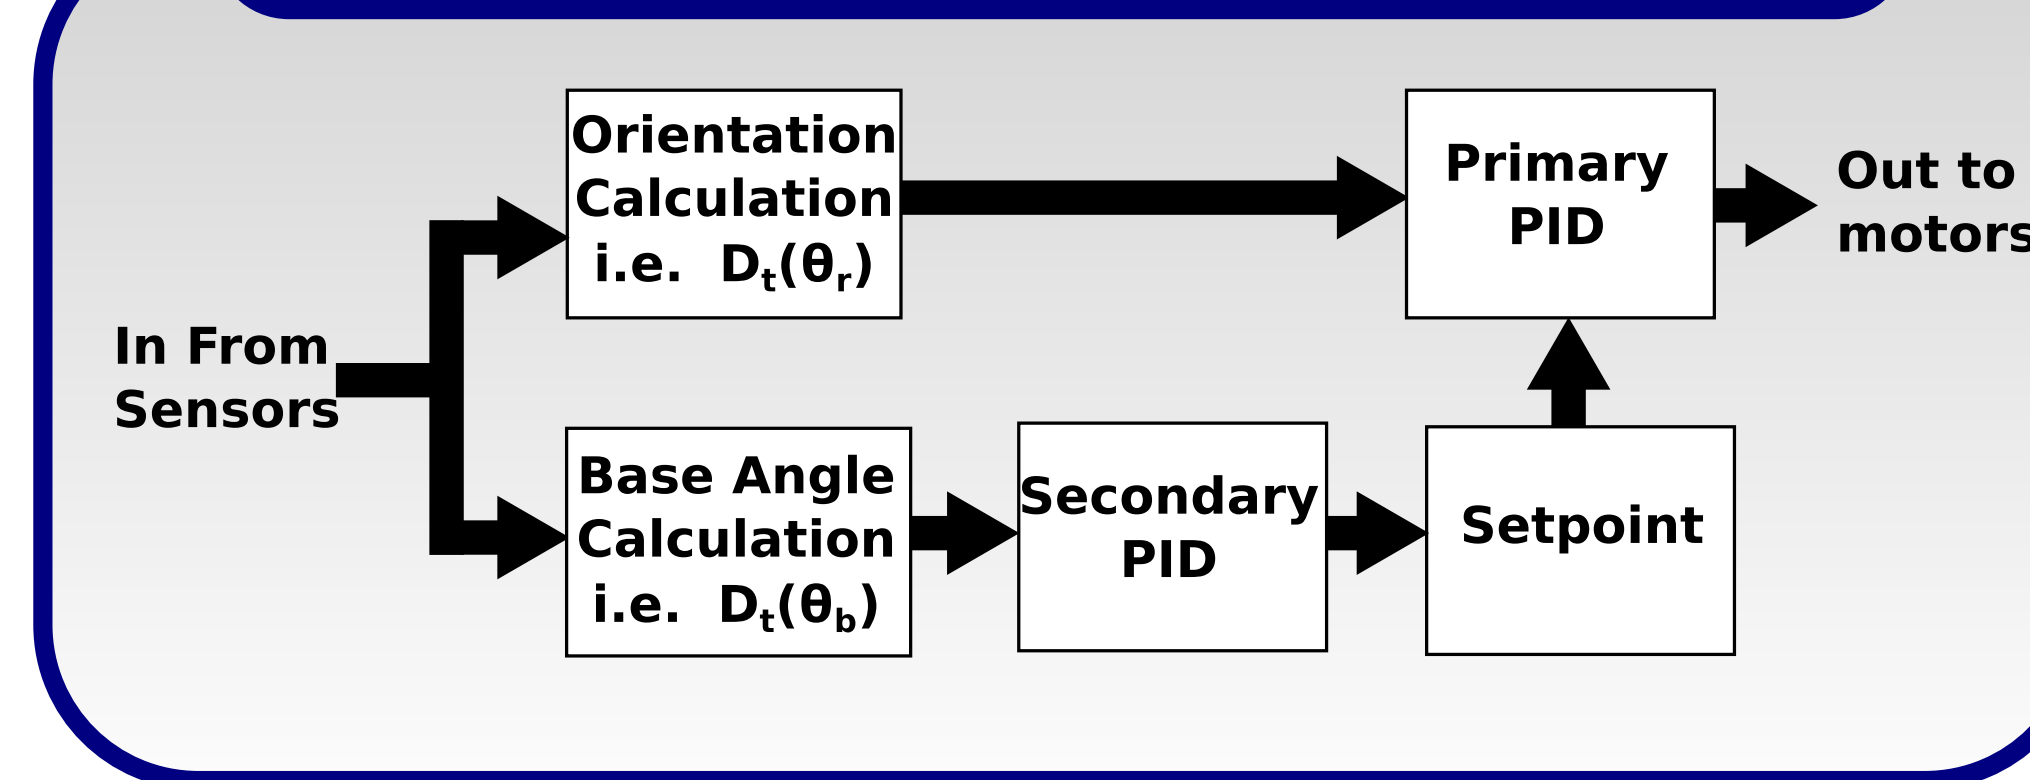 Orientation
Calculation
i.e. Dₜ(θᵣ)
Primary
PID
Out to
motors
In From
Sensors
Base Angle
Calculation
i.e. Dₜ(θb)
Secondary
PID
Setpoint